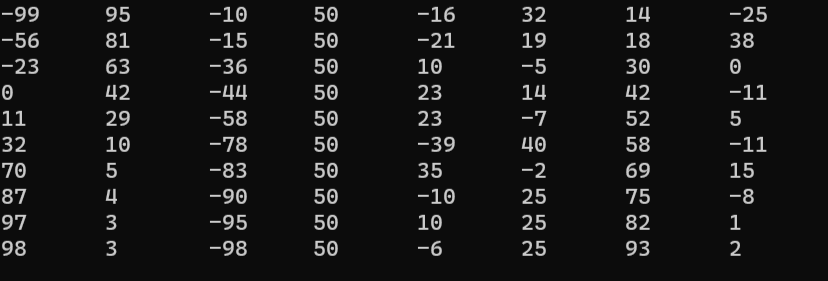 -99 95 -10 50 -16 32 14 -25
-56 81 -15 50 -21 19 18 38
-23 63 -36 50 10 -5 30 0
0 42 -44 50 23 14 42 -11
11 29 -58 50 23 -7 52 5
32 10 -78 50 -39 40 58 -11
70 5 -83 50 35 -2 69 15
87 4 -90 50 -10 25 75 -8
97 3 -95 50 10 25 82 1
98 3 -98 50 -6 25 93 2